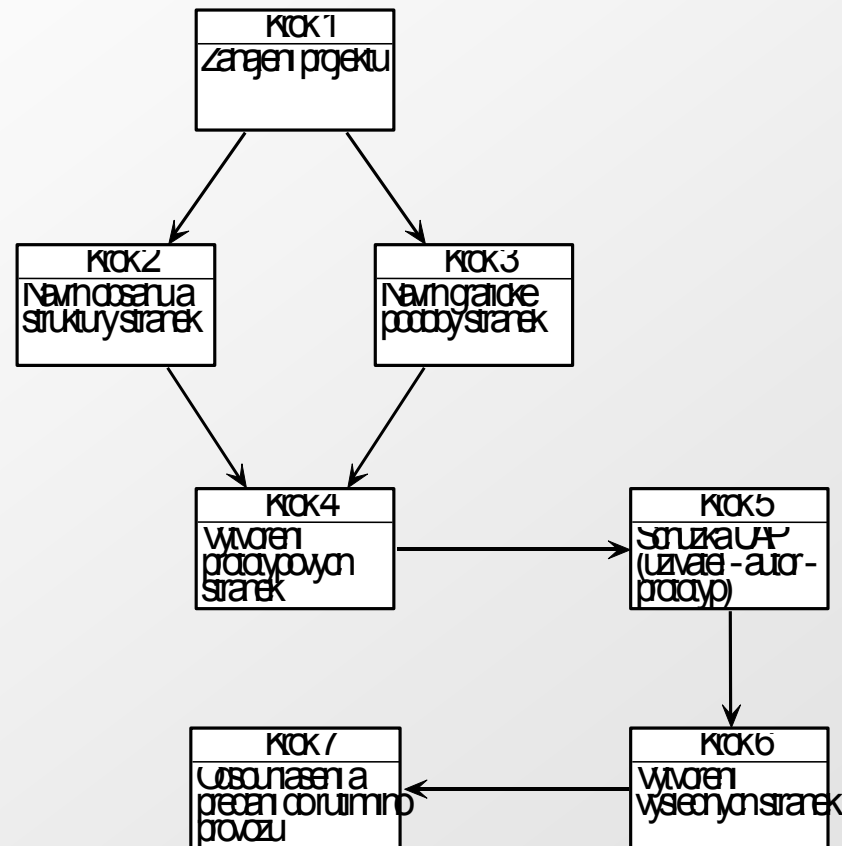 Krok 1
Zahajeni projektu
Krok 2
Navrh obsahu a
struktury stranek
Krok 3
Navrh graficke
podoby stranek
Krok 4
Vytvoreni
prototypovych
stranek
Krok 5
Schuzka UAP
(uzivatel - autor -
prototyp)
Krok 6
Vytvoreni
vyslednych stranek
Krok 7
Odsouhlaseni a
predani do rutinniho
provozu